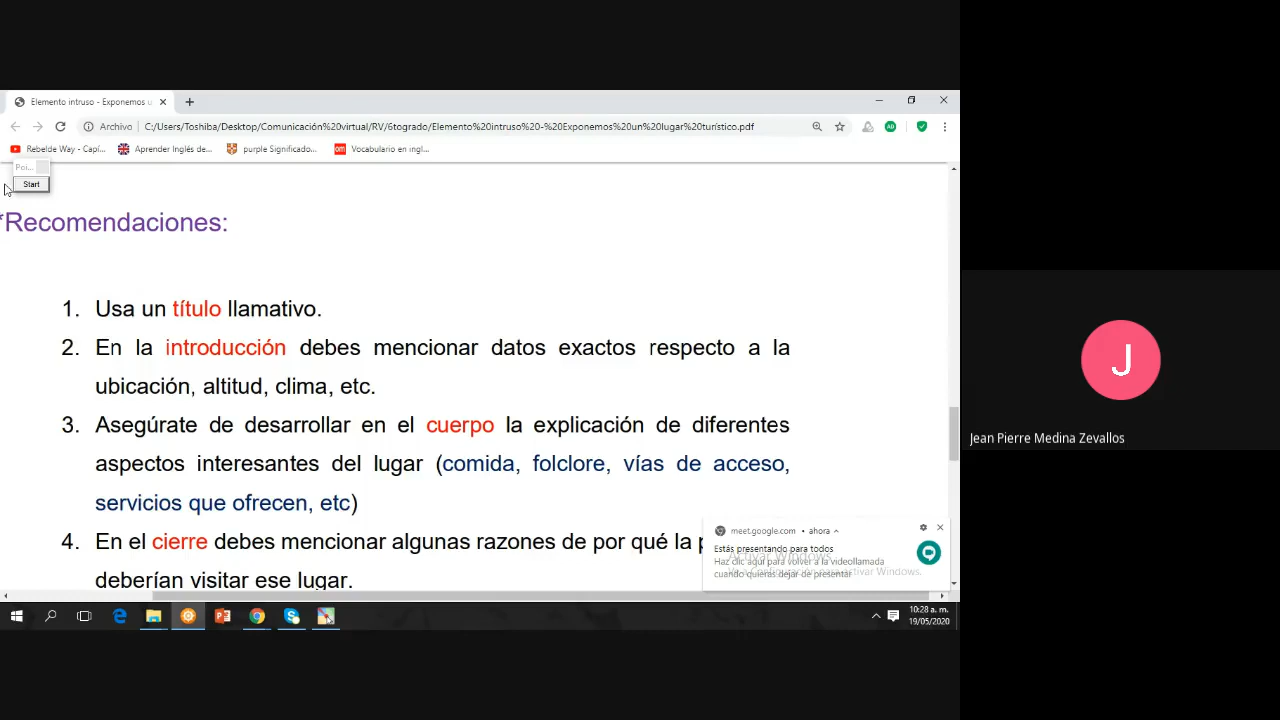 Elemento intruso - Exponemos u
Archivo C:/Users/Toshiba/Desktop/Comunicación%20virtual/RV/6togrado/Elemento%20intruso%20-%20Exponemos%20un%20lugar%20turístico.pdf
Rebelde Way - Capí... Aprender Inglés de... purple Significado... om Vocabulario en ingl...
Poi...
Start
*Recomendaciones:
1. Usa un título llamativo.
2. En la introducción debes mencionar datos exactos respecto a la
ubicación, altitud, clima, etc.
3. Asegúrate de desarrollar en el cuerpo la explicación de diferentes
aspectos interesantes del lugar (comida, folclore, vías de acceso,
servicios que ofrecen, etc)
4. En el cierre debes mencionar algunas razones de por qué la p
deberían visitar ese lugar.
meet.google.com • ahora
Estás presentando para todos
Haz clic aquí para volver a la videollamada
cuando quieras dejar de presentar
Activar Windows
activar Windows.
10:28 a. m.
19/05/2020
J
Jean Pierre Medina Zevallos